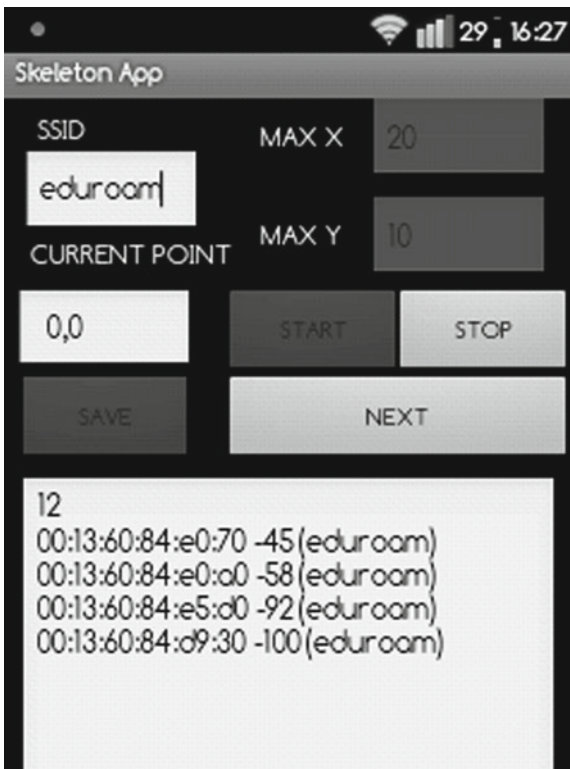 29 16:27
Skeleton App
SSID
MAX X
20
eduroam
MAX Y
10
CURRENT POINT
0,0
START
STOP
SAVE
NEXT
12
00:13:60:84:e0:70 -45(eduroam)
00:13:60:84:e0:a0 -58(eduroam)
00:13:60:84:e5:d0 -92(eduroam)
00:13:60:84:d9:30 -100(eduroam)